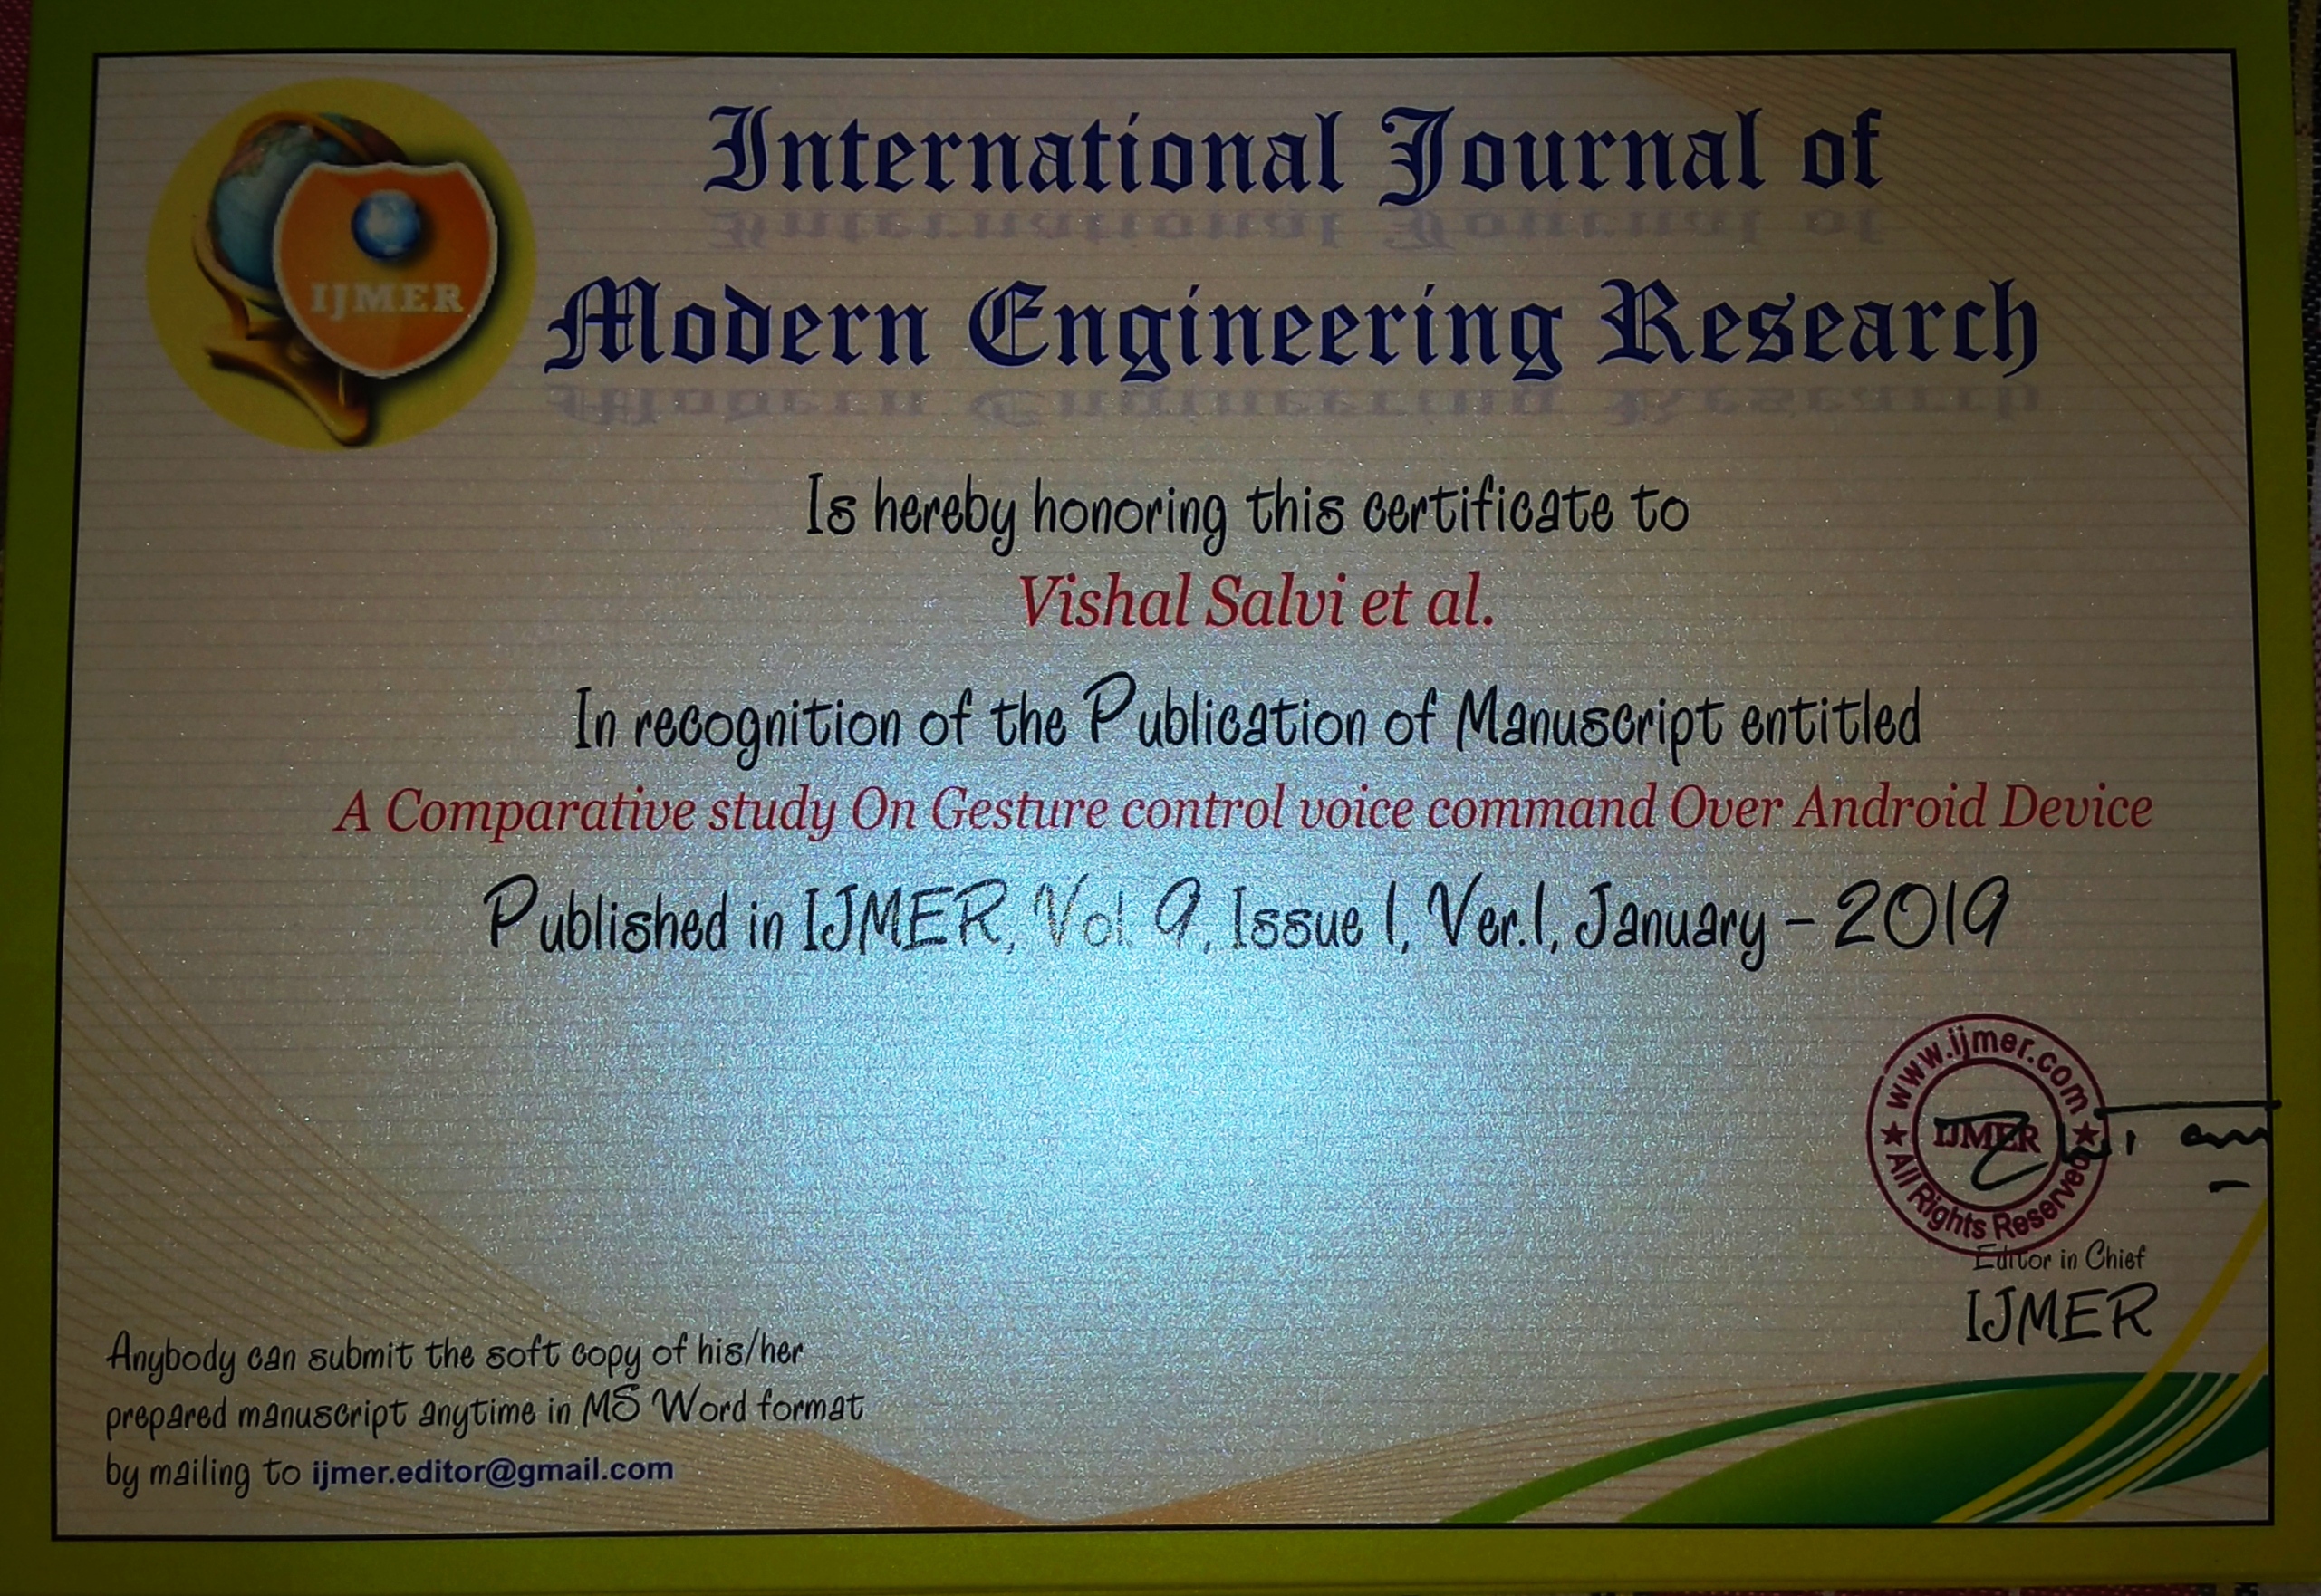 International Journal of
Modern Engineering Research
IJMER
Is hereby honoring this certificate to
Vishal Salvi et al.
In recognition of the Publication of Manuscript entitled
A Comparative study On Gesture control voice command Over Android Device
Published in IJMER, Vol. 9, Issue 1, Ver.1, January - 2019
www.ijmer.com
IJMER
All Rights Reserved
Editor in Chief
IJMER
Anybody can submit the soft copy of his/her
prepared manuscript anytime in MS Word format
by mailing to ijmer.editor@gmail.com